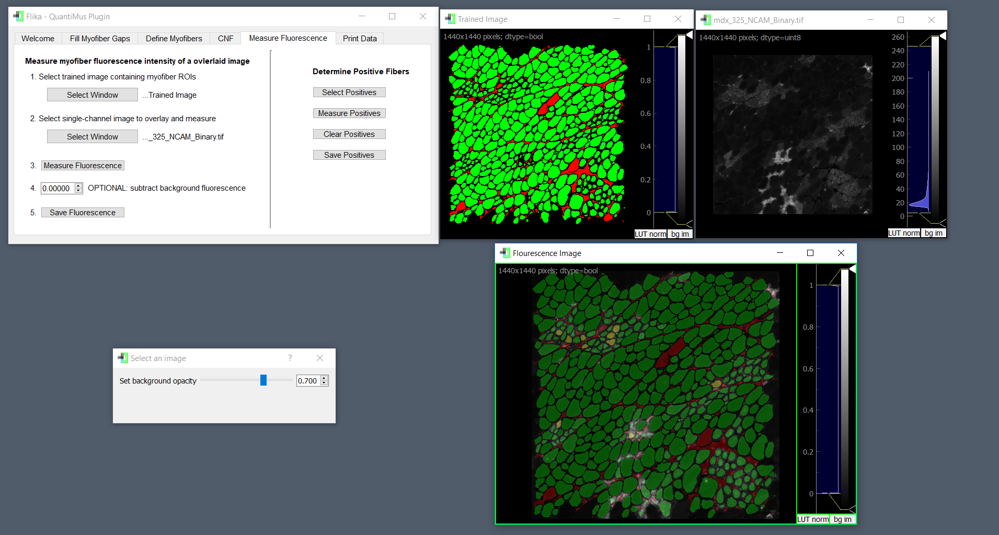 Flika - QuantiMus Plugin
Welcome
Fill Myofiber Gaps
Define Myofibers
CNF
Measure Fluorescence
Print Data
Measure myofiber fluorescence intensity of a ovlerlaid image
1. Select trained image containing myofiber ROIs
Select Window
...Trained Image
2. Select single-channel image to overlay and measure
Select Window
..._325_NCAM_Binary.tif
3.
Measure Fluorescence
4.
0.00000
OPTIONAL: subtract background fluorescence
5.
Save Fluorescence
Determine Positive Fibers
Select Positives
Measure Positives
Clear Positives
Save Positives
Trained Image
1440x1440 pixels; dtype=bool
1
0.8
0.6
0.4
0.2
0
LUT norm
bg im
mdx_325_NCAM_Binary.tif
1440x1440 pixels; dtype=uint8
260
240
220
200
180
160
140
120
100
80
60
40
20
0
LUT norm
bg im
Select an image
?
Set background opacity
0.700
Flourescence Image
1440x1440 pixels; dtype=bool
1
0.8
0.6
0.4
0.2
0
LUT norm
bg im